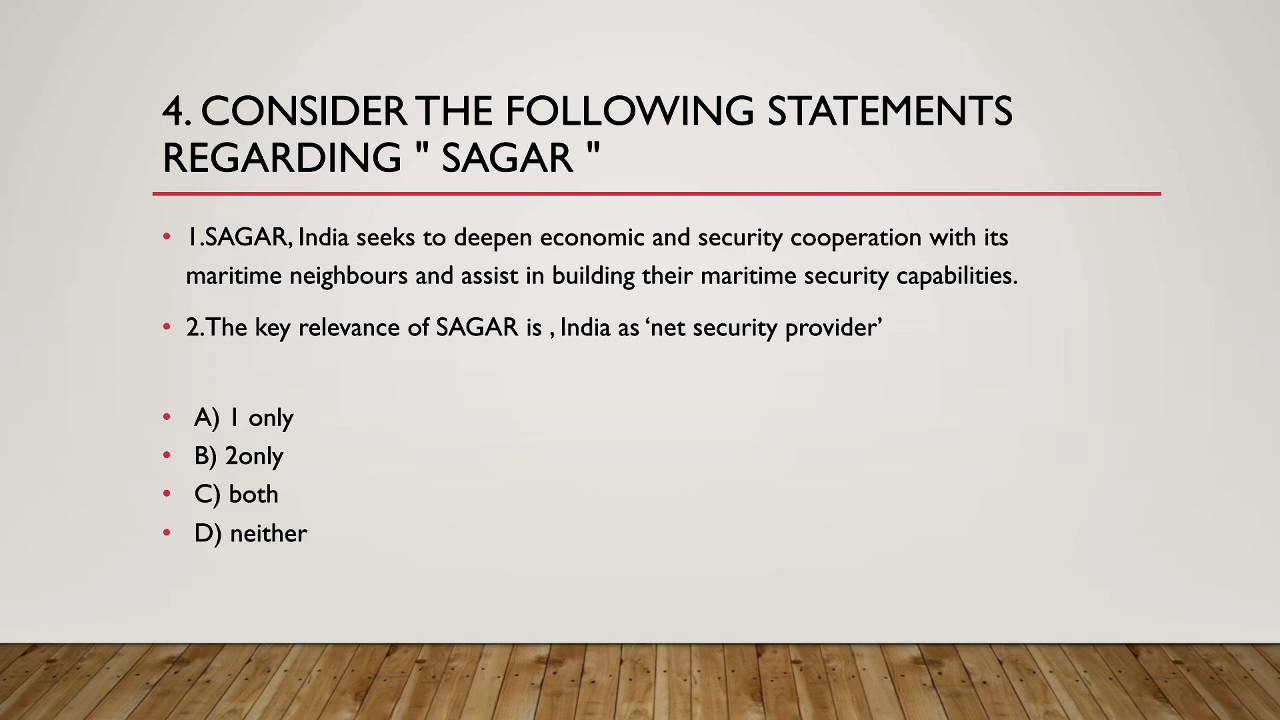 4. CONSIDER THE FOLLOWING STATEMENTS
REGARDING " SAGAR "
• 1.SAGAR, India seeks to deepen economic and security cooperation with its
maritime neighbours and assist in building their maritime security capabilities.
• 2.The key relevance of SAGAR is , India as ‘net security provider’
• A) 1 only
• B) 2only
• C) both
• D) neither